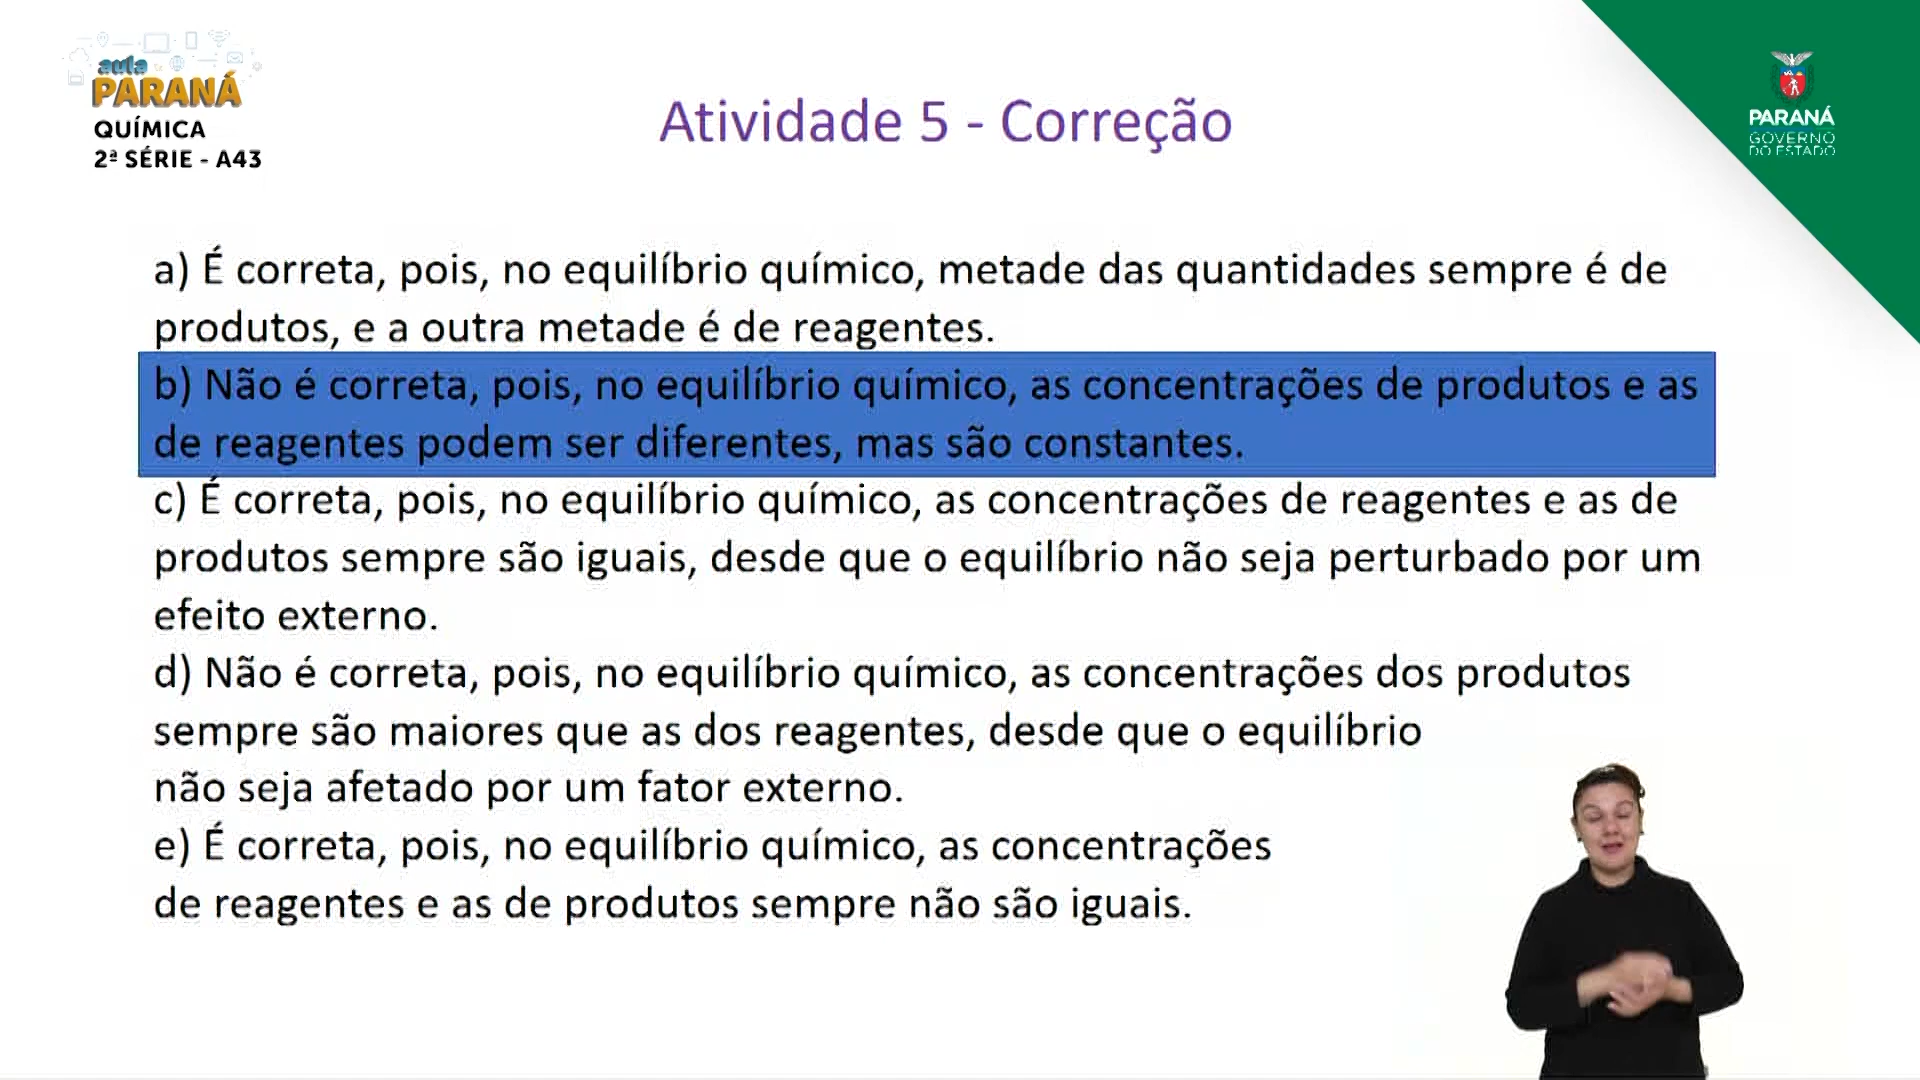 aula
PARANÁ
QUÍMICA
2ª SÉRIE - A43
PARANÁ
GOVERNO
DO ESTADO
Atividade 5 - Correção
a) É correta, pois, no equilíbrio químico, metade das quantidades sempre é de
produtos, e a outra metade é de reagentes.
b) Não é correta, pois, no equilíbrio químico, as concentrações de produtos e as
de reagentes podem ser diferentes, mas são constantes.
c) É correta, pois, no equilíbrio químico, as concentrações de reagentes e as de
produtos sempre são iguais, desde que o equilíbrio não seja perturbado por um
efeito externo.
d) Não é correta, pois, no equilíbrio químico, as concentrações dos produtos
sempre são maiores que as dos reagentes, desde que o equilíbrio
não seja afetado por um fator externo.
e) É correta, pois, no equilíbrio químico, as concentrações
de reagentes e as de produtos sempre não são iguais.